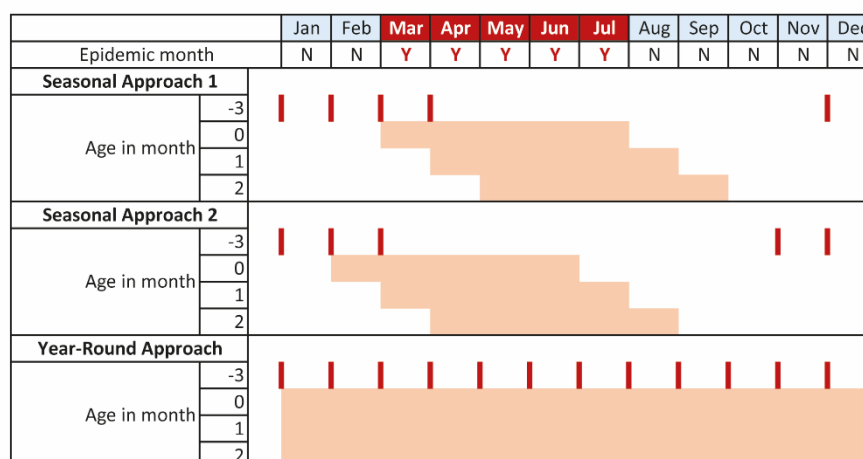 Jan Feb Mar Apr May Jun Jul Aug Sep Oct Nov Dec
Epidemic month N N Y Y Y Y Y N N N N N
Seasonal Approach 1
-3
0
Age in month
1
2
Seasonal Approach 2
-3
0
Age in month
1
2
Year-Round Approach
-3
0
Age in month
1
2